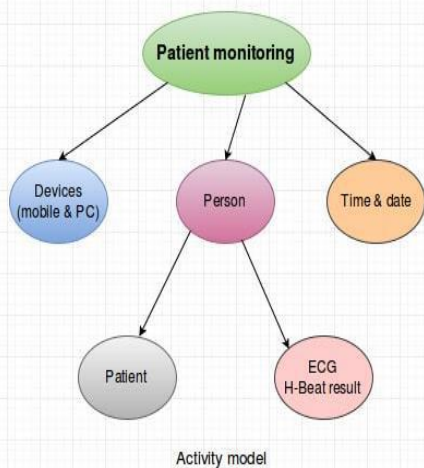 Patient monitoring
Devices
(mobile & PC)
Person
Time & date
Patient
ECG
H-Beat result
Activity model